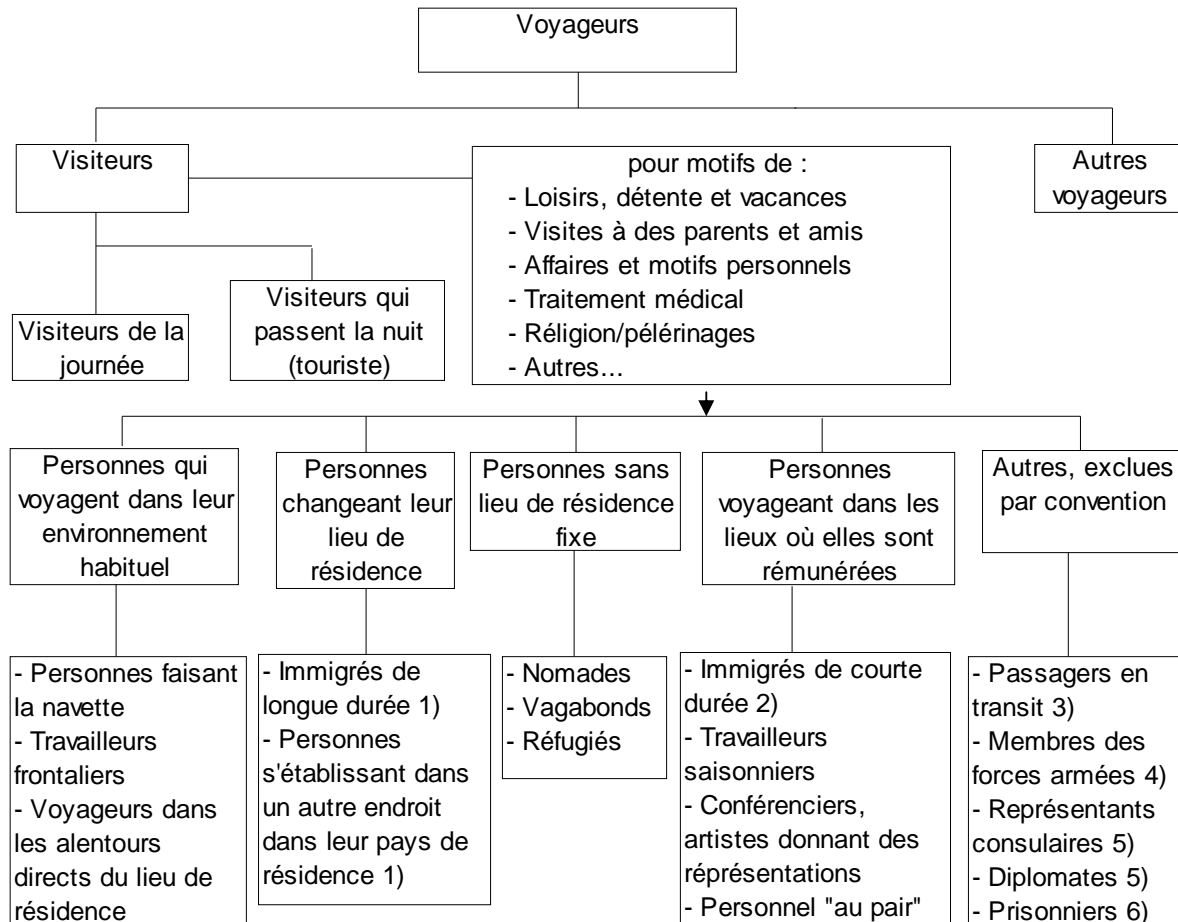 Voyageurs
Visiteurs
pour motifs de :
- Loisirs, détente et vacances
- Visites à des parents et amis
- Affaires et motifs personnels
- Traitement médical
- Réligion/pélérinages
- Autres...
Autres
voyageurs
Visiteurs de la
journée
Visiteurs qui
passent la nuit
(touriste)
Personnes qui
voyagent dans leur
environnement
habituel
Personnes
changeant leur
lieu de
résidence
Personnes sans
lieu de résidence
fixe
Personnes
voyageant dans les
lieux où elles sont
rémunérées
Autres, exclues
par convention
- Personnes faisant
la navette
- Travailleurs
frontaliers
- Voyageurs dans
les alentours
directs du lieu de
résidence
- Immigrés de
longue durée 1)
- Personnes
s'établissant dans
un autre endroit
dans leur pays de
résidence 1)
- Nomades
- Vagabonds
- Réfugiés
- Immigrés de courte
durée 2)
- Travailleurs
saisonniers
- Conférenciers,
artistes donnant des
réprésentations
- Personnel "au pair"
- Passagers en
transit 3)
- Membres des
forces armées 4)
- Représentants
consulaires 5)
- Diplomates 5)
- Prisonniers 6)